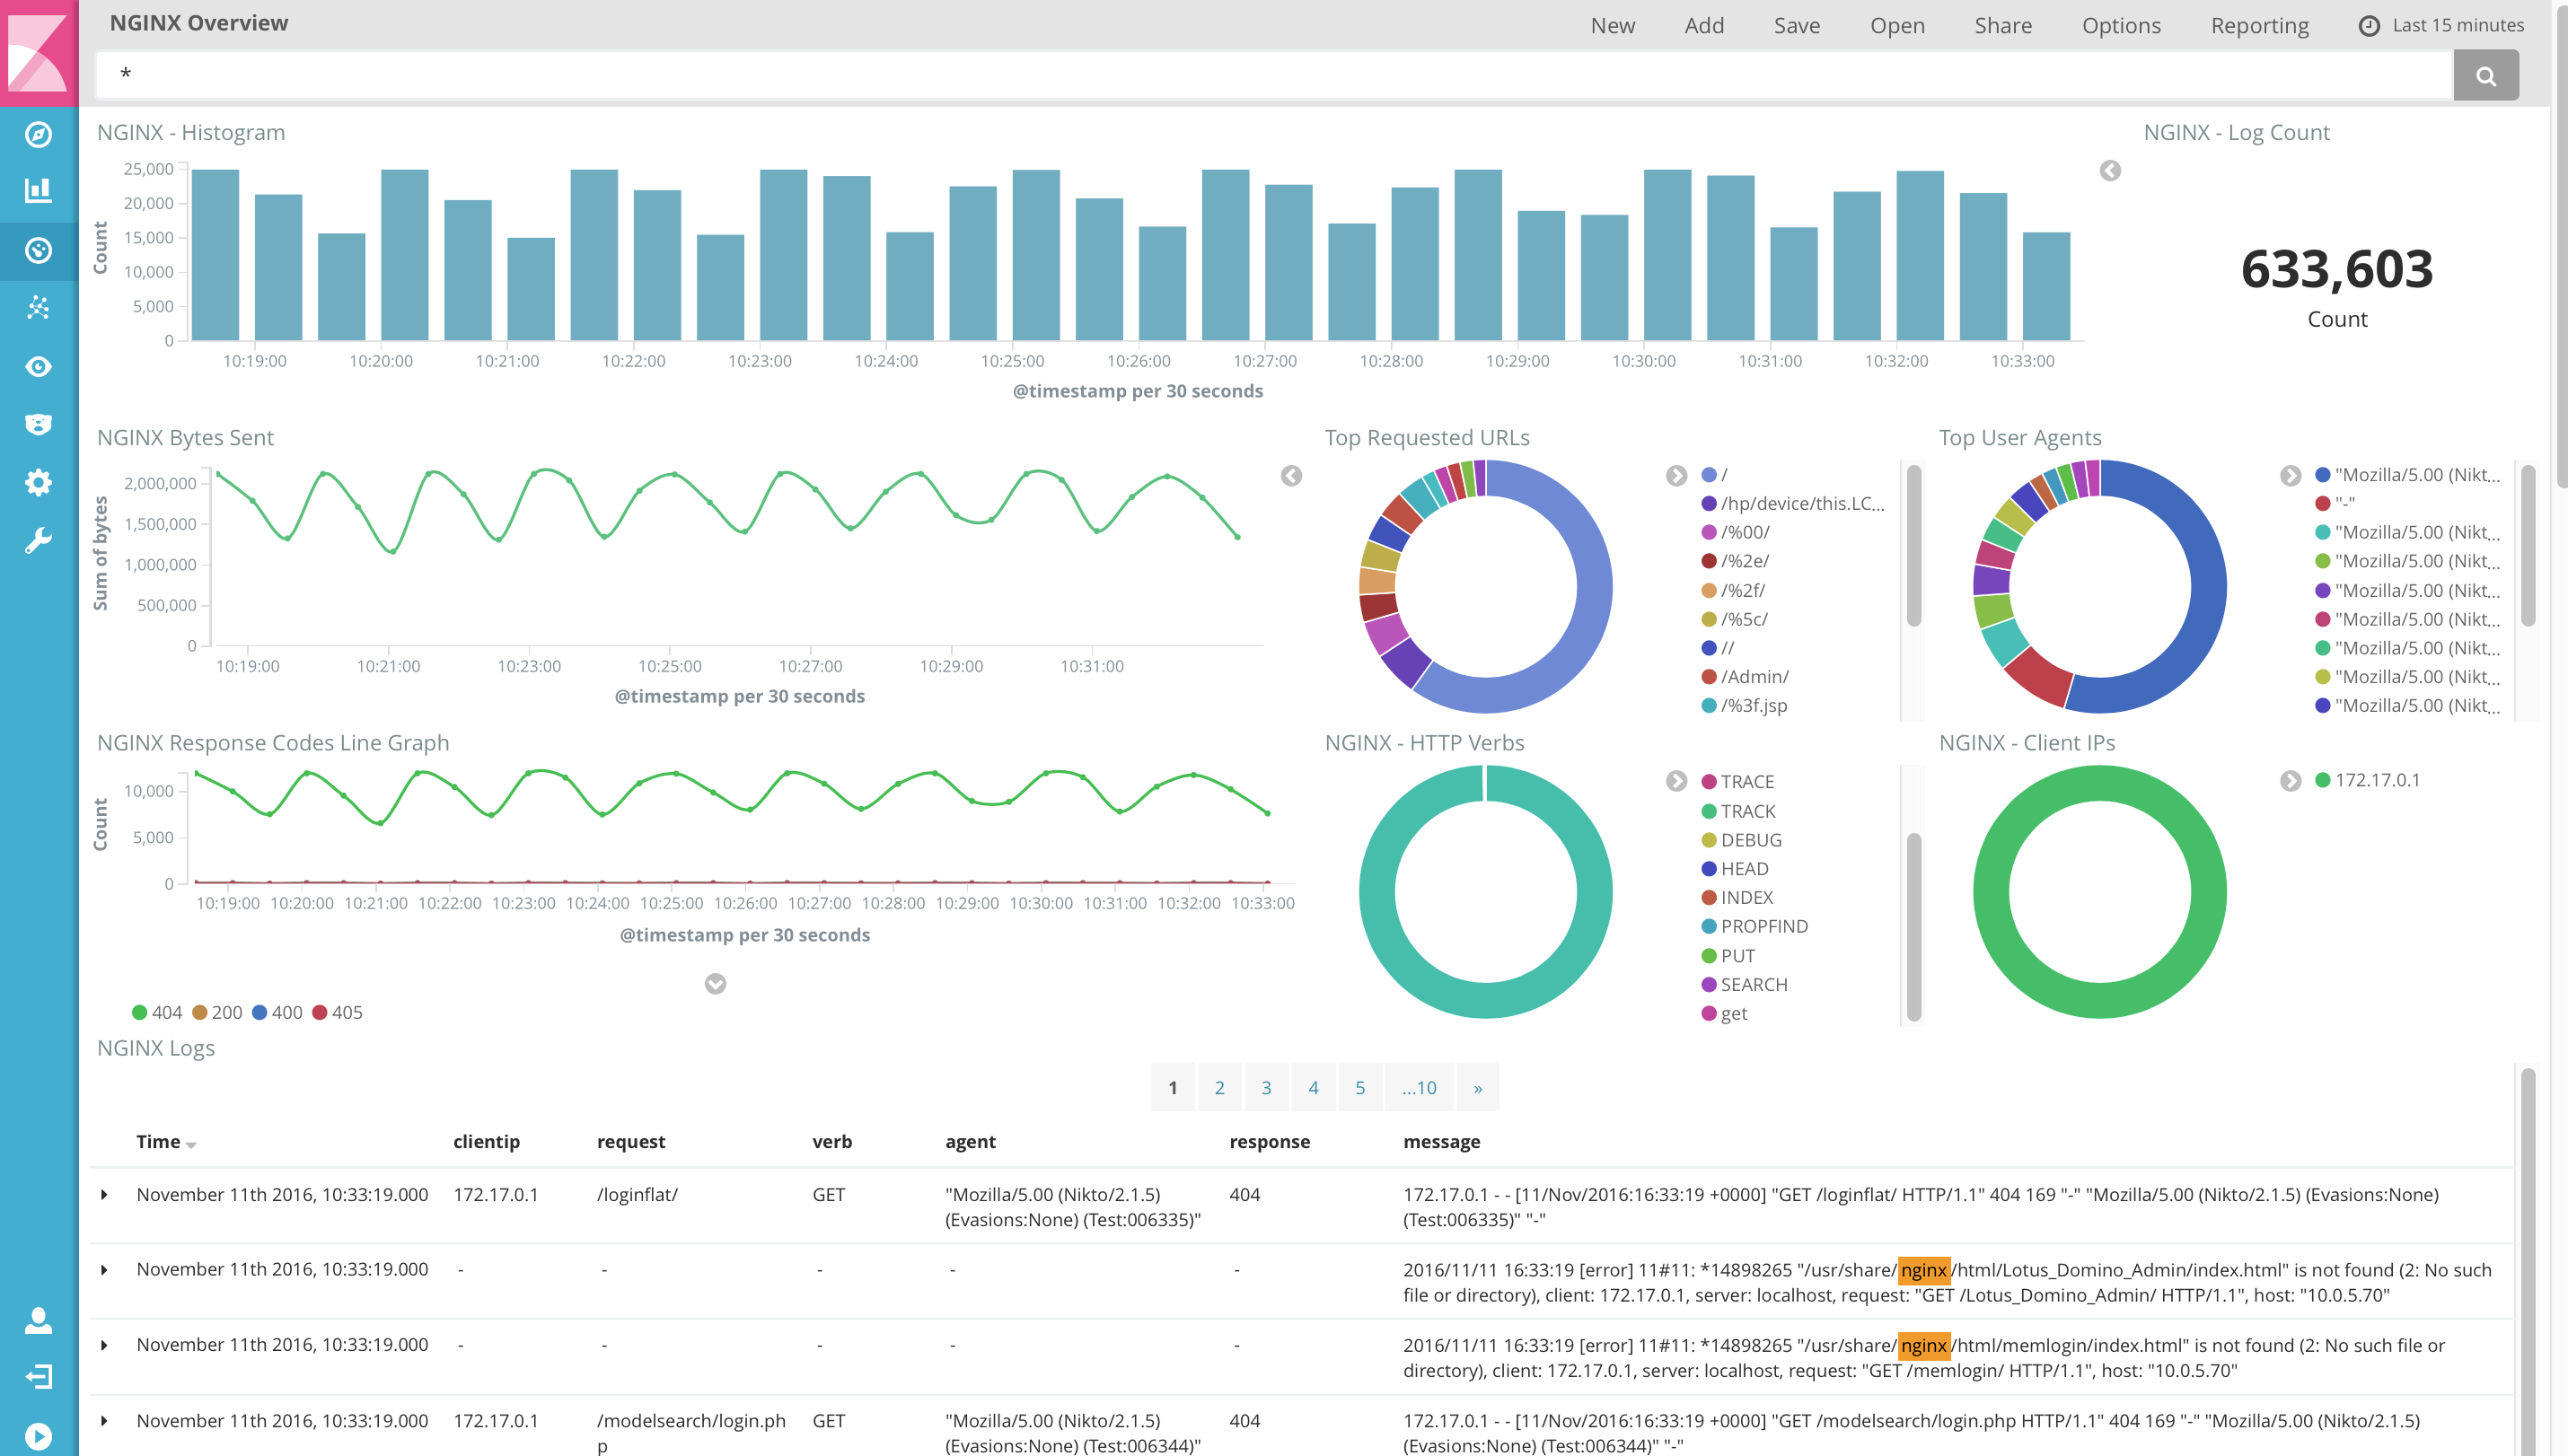 NGINX Overview
New Add Save Open Share Options Reporting Last 15 minutes
*
NGINX - Histogram
25,000
20,000
15,000
10,000
5,000
0
Count
10:19:00 10:20:00 10:21:00 10:22:00 10:23:00 10:24:00 10:25:00 10:26:00 10:27:00 10:28:00 10:29:00 10:30:00 10:31:00 10:32:00 10:33:00
@timestamp per 30 seconds
NGINX - Log Count
633,603
Count
NGINX Bytes Sent
2,000,000
1,500,000
1,000,000
500,000
0
Sum of bytes
10:19:00 10:21:00 10:23:00 10:25:00 10:27:00 10:29:00 10:31:00
@timestamp per 30 seconds
Top Requested URLs
/
/hp/device/this.LC...
/%00/
/%2e/
/%2f/
/%5c/
//
/Admin/
/%3f.jsp
Top User Agents
"Mozilla/5.00 (Nikt...
"-"
"Mozilla/5.00 (Nikt...
"Mozilla/5.00 (Nikt...
"Mozilla/5.00 (Nikt...
"Mozilla/5.00 (Nikt...
"Mozilla/5.00 (Nikt...
"Mozilla/5.00 (Nikt...
"Mozilla/5.00 (Nikt...
NGINX Response Codes Line Graph
10,000
5,000
0
Count
10:19:00 10:20:00 10:21:00 10:22:00 10:23:00 10:24:00 10:25:00 10:26:00 10:27:00 10:28:00 10:29:00 10:30:00 10:31:00 10:32:00 10:33:00
@timestamp per 30 seconds
404 200 400 405
NGINX - HTTP Verbs
TRACE
TRACK
DEBUG
HEAD
INDEX
PROPFIND
PUT
SEARCH
get
NGINX - Client IPs
172.17.0.1
NGINX Logs
1 2 3 4 5 ...10 »
Time clientip request verb agent response message
November 11th 2016, 10:33:19.000 172.17.0.1 /loginflat/ GET "Mozilla/5.00 (Nikto/2.1.5) 404 172.17.0.1 - - [11/Nov/2016:16:33:19 +0000] "GET /loginflat/ HTTP/1.1" 404 169 "-" "Mozilla/5.00 (Nikto/2.1.5) (Evasions:None)
(Evasions:None) (Test:006335)" (Test:006335)" "-"
November 11th 2016, 10:33:19.000 - - - - - 2016/11/11 16:33:19 [error] 11#11: *14898265 "/usr/share/nginx/html/Lotus_Domino_Admin/index.html" is not found (2: No such
file or directory), client: 172.17.0.1, server: localhost, request: "GET /Lotus_Domino_Admin/ HTTP/1.1", host: "10.0.5.70"
November 11th 2016, 10:33:19.000 - - - - - 2016/11/11 16:33:19 [error] 11#11: *14898265 "/usr/share/nginx/html/memlogin/index.html" is not found (2: No such file or
directory), client: 172.17.0.1, server: localhost, request: "GET /memlogin/ HTTP/1.1", host: "10.0.5.70"
November 11th 2016, 10:33:19.000 172.17.0.1 /modelsearch/login.ph GET "Mozilla/5.00 (Nikto/2.1.5) 404 172.17.0.1 - - [11/Nov/2016:16:33:19 +0000] "GET /modelsearch/login.php HTTP/1.1" 404 169 "-" "Mozilla/5.00 (Nikto/2.1.5)
p (Evasions:None) (Test:006344)" (Evasions:None) (Test:006344)" "-"